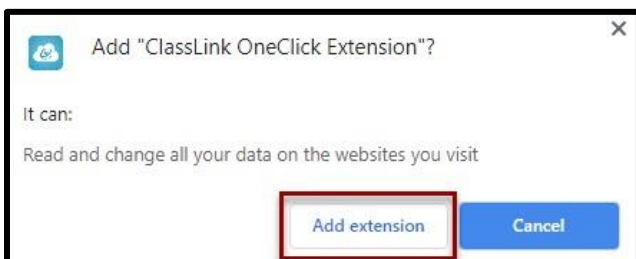 Add "ClassLink OneClick Extension"?
It can:
Read and change all your data on the websites you visit
Add extension
Cancel